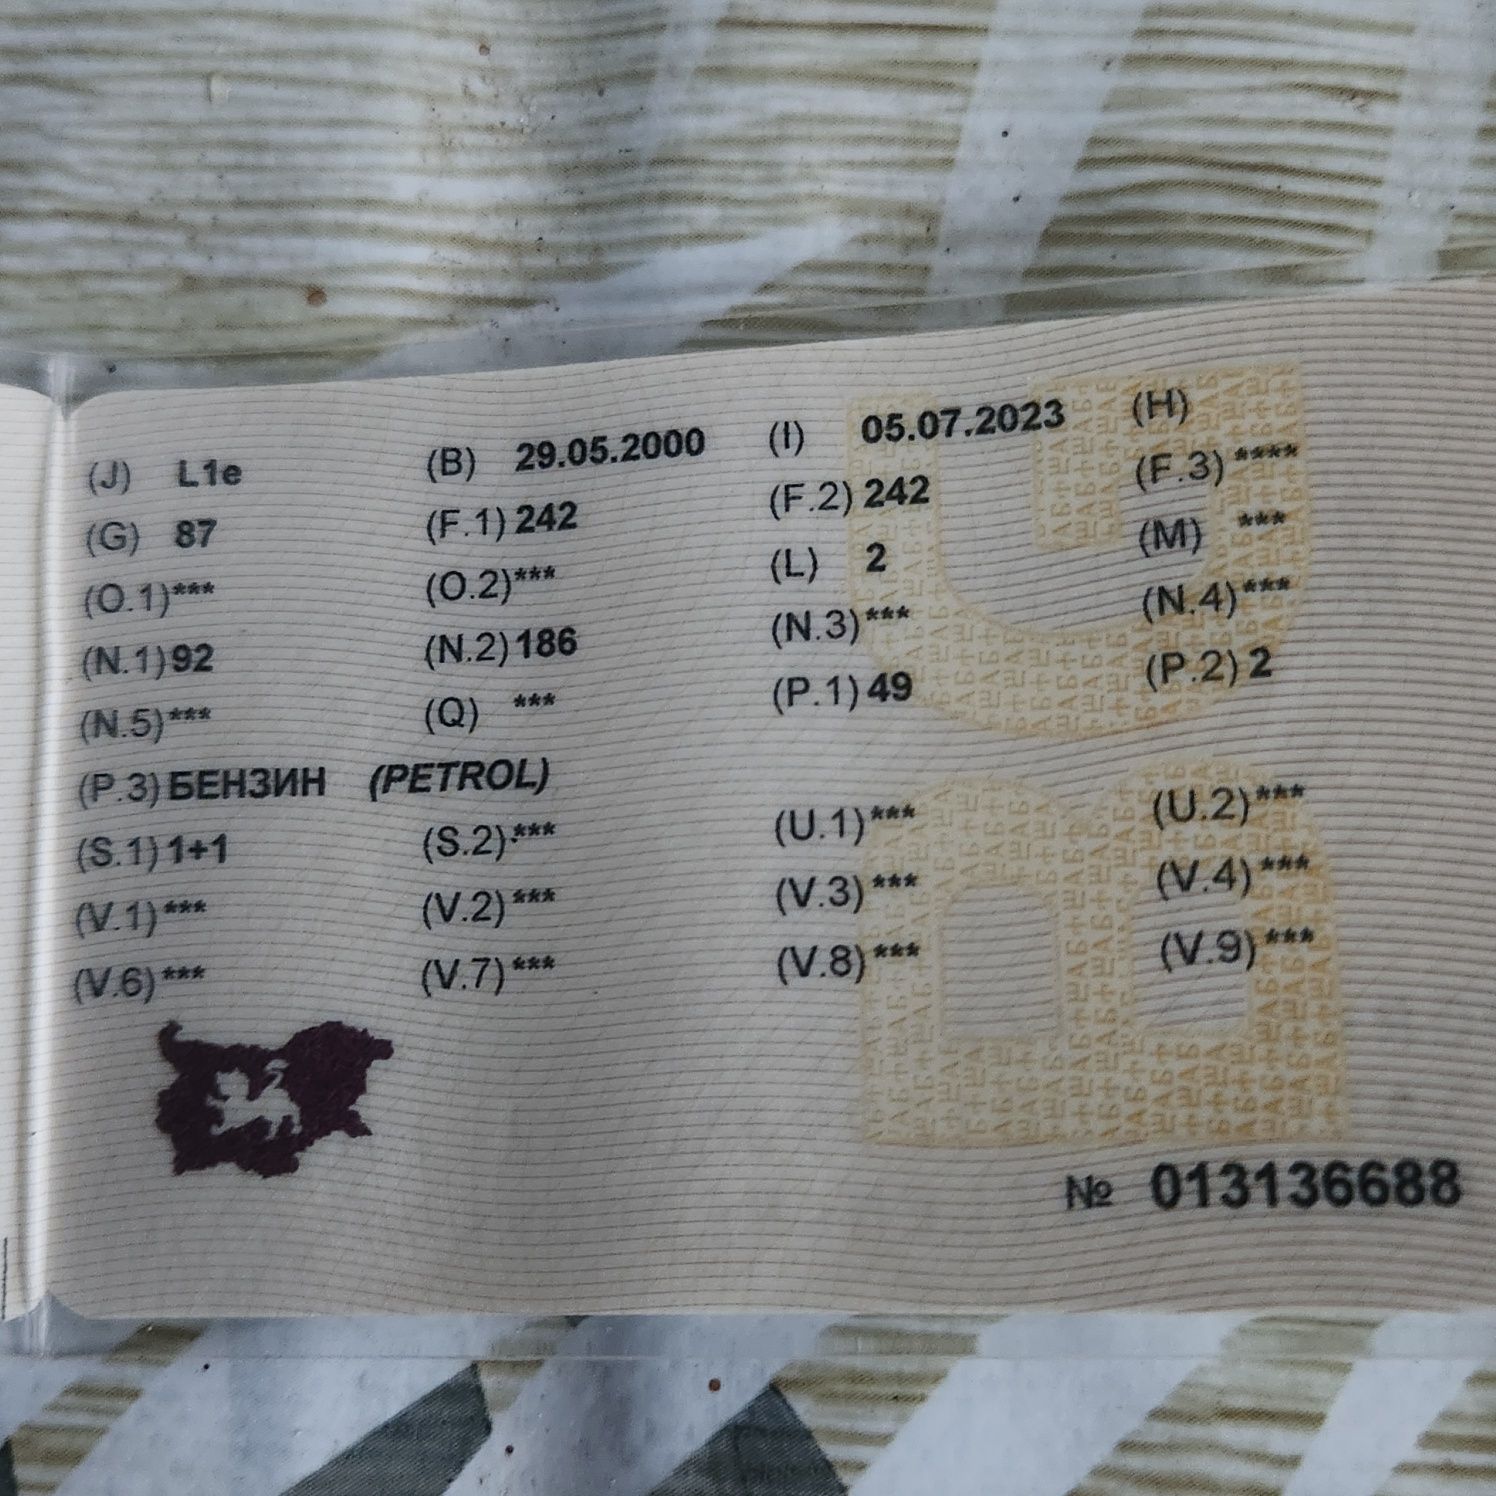 (J) L1e (B) 29.05.2000 (I) 05.07.2023 (H)
(G) 87 (F.1) 242 (F.2) 242 (F.3) ****
(O.1) *** (O.2) *** (L) 2 (M) ***
(N.1) 92 (N.2) 186 (N.3) *** (N.4) ***
(N.5) *** (Q) *** (P.1) 49 (P.2) 2
(P.3) БЕНЗИН (PETROL)
(S.1) 1+1 (S.2) *** (U.1) *** (U.2) ***
(V.1) *** (V.2) *** (V.3) *** (V.4) ***
(V.6) *** (V.7) *** (V.8) *** (V.9) ***
№ 013136688